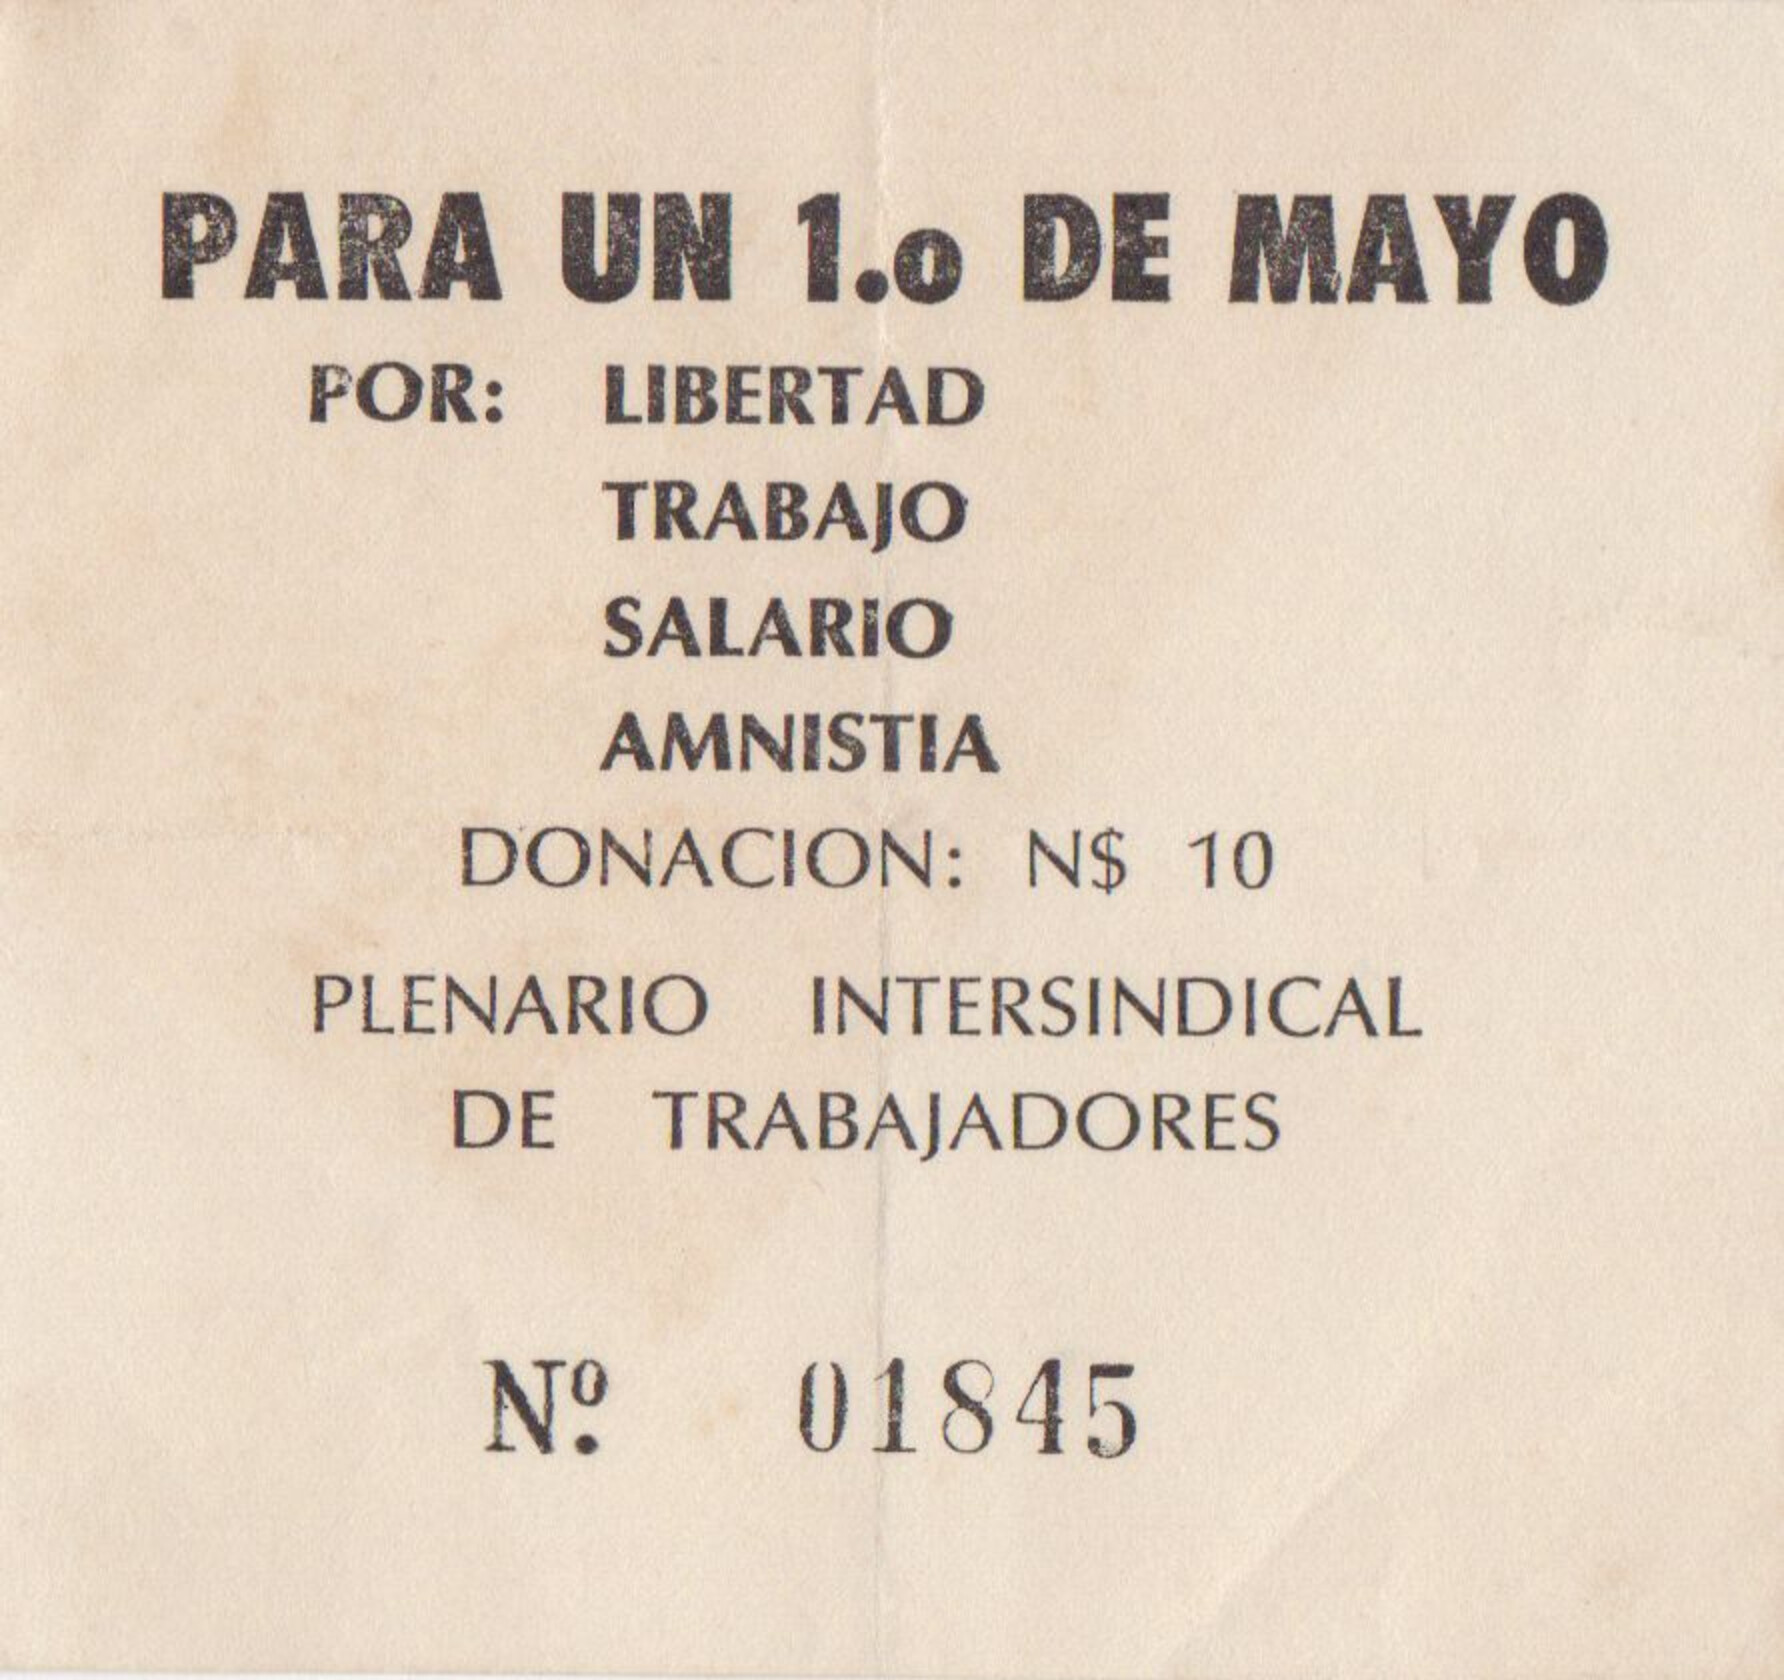 PARA UN 1.o DE MAYO
POR: LIBERTAD
TRABAJO
SALARIO
AMNISTIA
DONACION: N$ 10
PLENARIO INTERSINDICAL
DE TRABAJADORES
Nº 01845